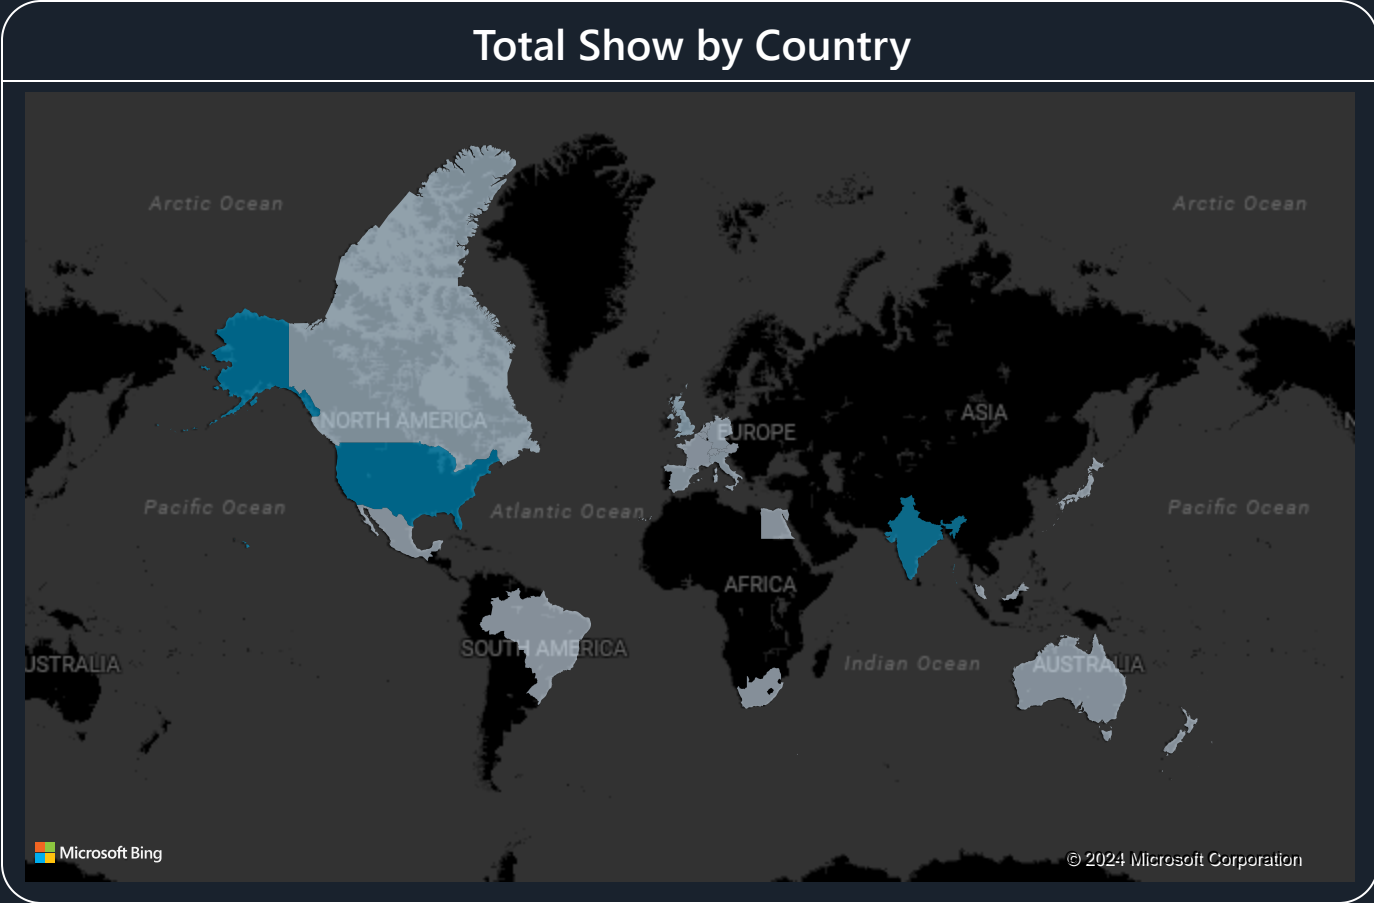 Total Show by Country
Arctic Ocean
Arctic Ocean
NORTH AMERICA
EUROPE
ASIA
Pacific Ocean
Atlantic Ocean
Pacific Ocean
AFRICA
SOUTH AMERICA
Indian Ocean
AUSTRALIA
USTRALIA
N
Microsoft Bing
© 2024 Microsoft Corporation